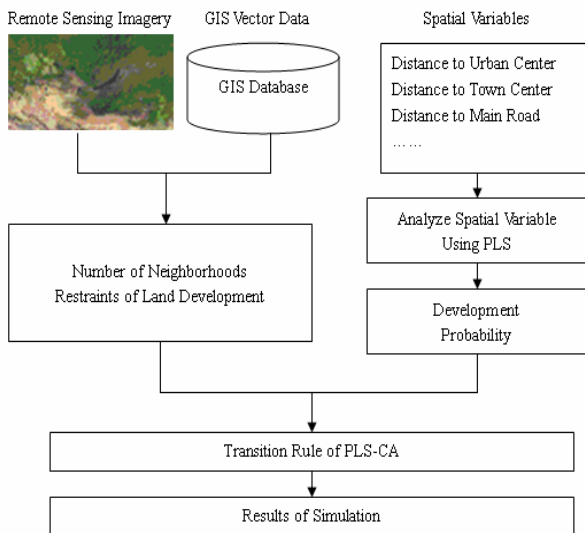 Remote Sensing Imagery
GIS Vector Data
Spatial Variables
GIS Database
Distance to Urban Center
Distance to Town Center
Distance to Main Road
……
Analyze Spatial Variable
Using PLS
Number of Neighborhoods
Restraints of Land Development
Development
Probability
Transition Rule of PLS-CA
Results of Simulation